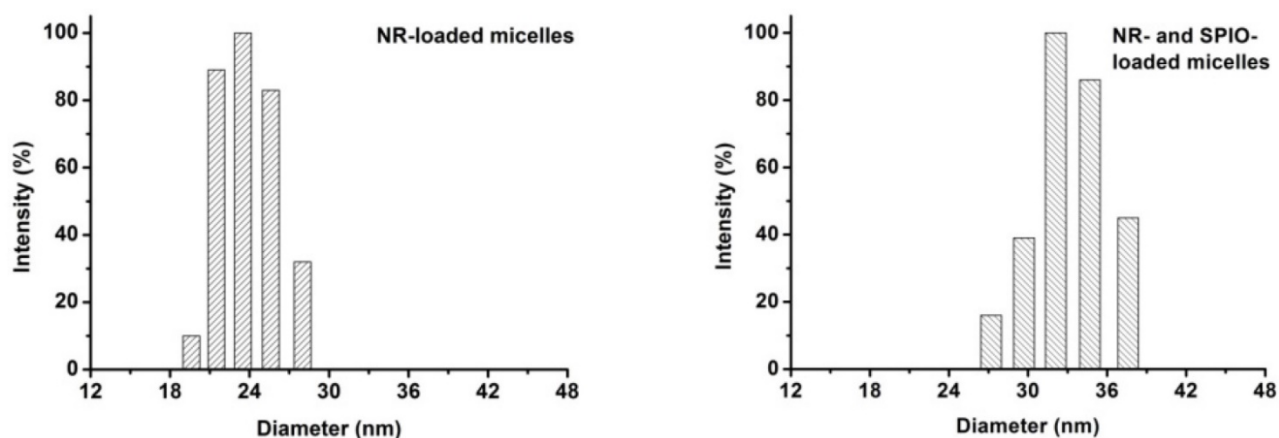 NR-loaded micelles
100
80
60
40
20
0
Intensity (%)
12 18 24 30 36 42 48
Diameter (nm)
NR- and SPIO-
loaded micelles
100
80
60
40
20
0
Intensity (%)
12 18 24 30 36 42 48
Diameter (nm)